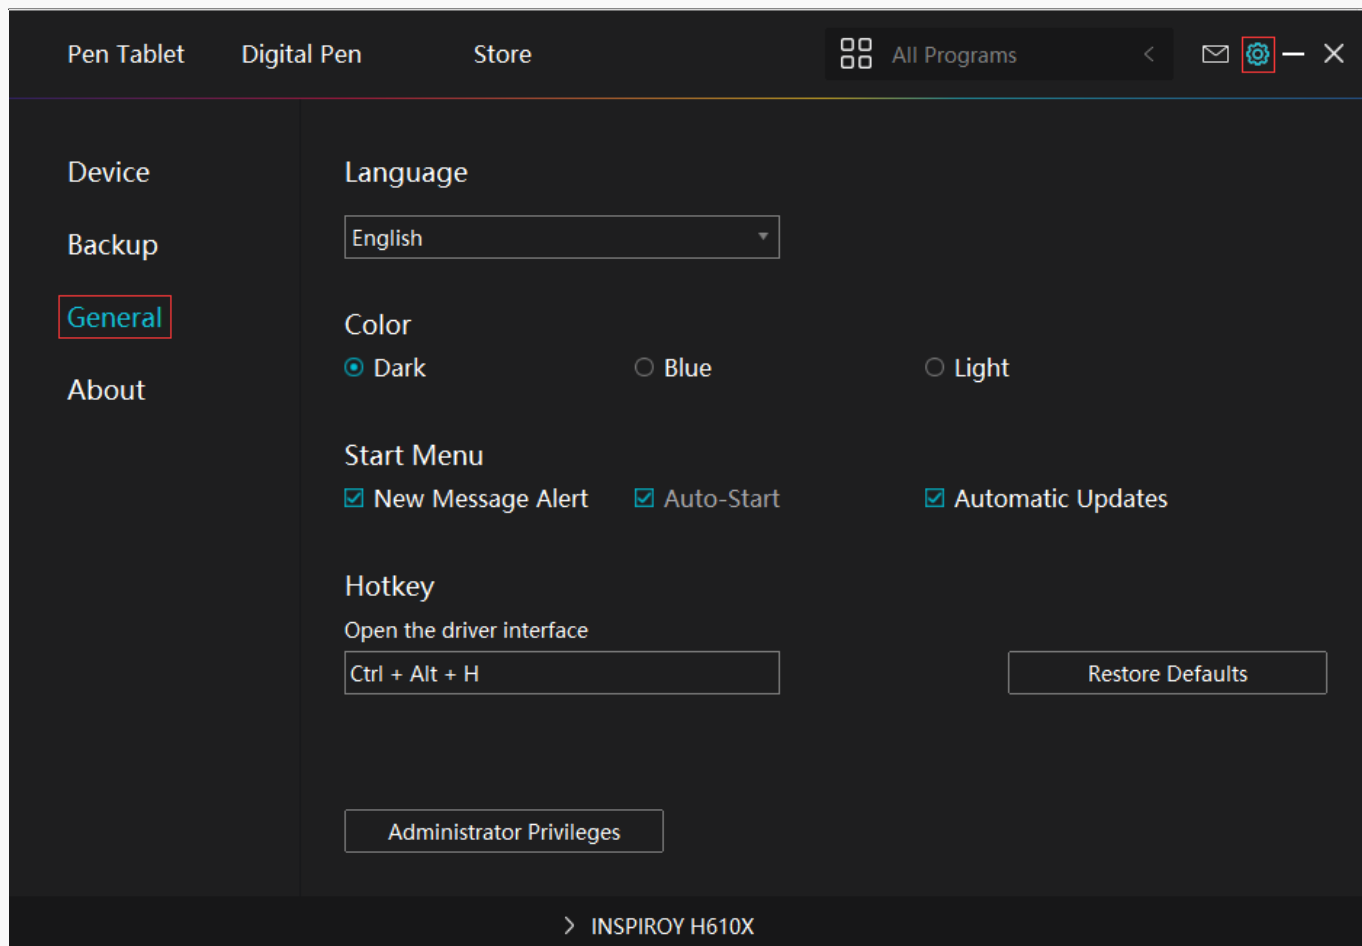 Pen Tablet Digital Pen Store All Programs
Device
Backup
General
About
Language
English
Color
Dark Blue Light
Start Menu
New Message Alert Auto-Start Automatic Updates
Hotkey
Open the driver interface
Ctrl + Alt + H Restore Defaults
Administrator Privileges
INSPIROY H610X